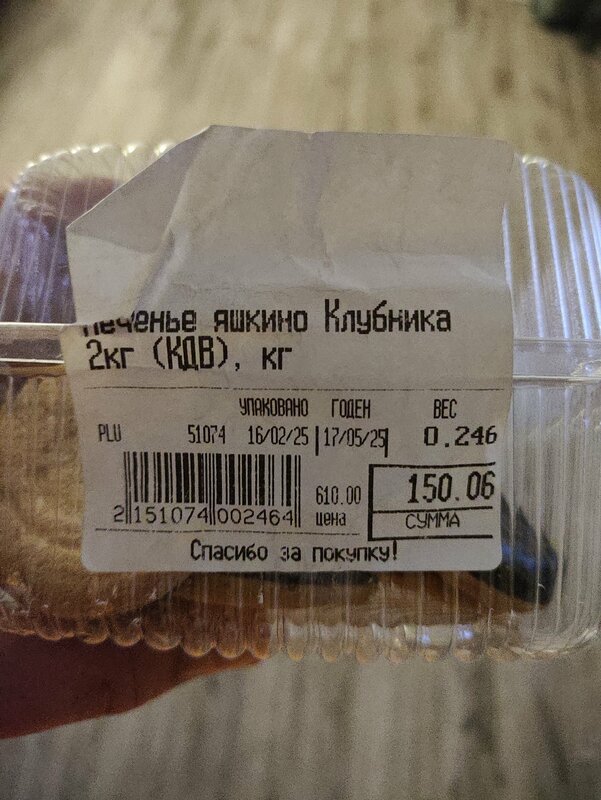 Печенье яшкино Клубника
2кг (КДВ), кг
УПАКОВАНО ГОДЕН ВЕС
PLU 51074 16/02/25 17/05/25 0.246
610.00 150.06
цена СУММА
2 151074 002464
Спасибо за покупку!